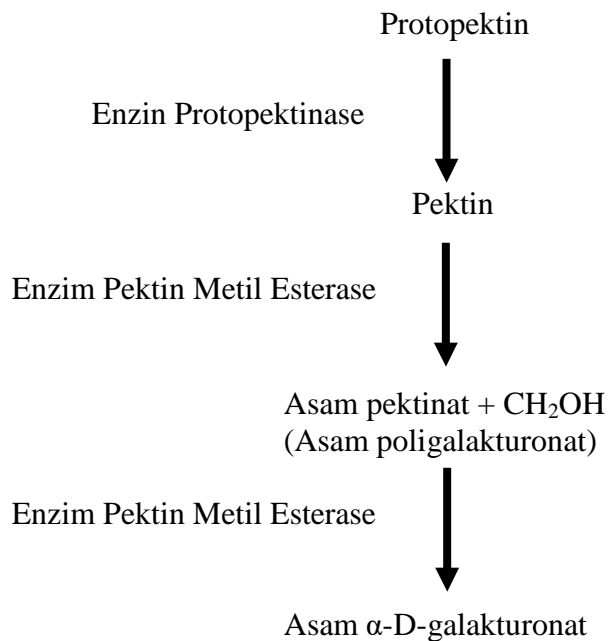 Protopektin
Enzin Protopektinase
Pektin
Enzim Pektin Metil Esterase
Asam pektinat + CH₂OH
(Asam poligalakturonat)
Enzim Pektin Metil Esterase
Asam α-D-galakturonat